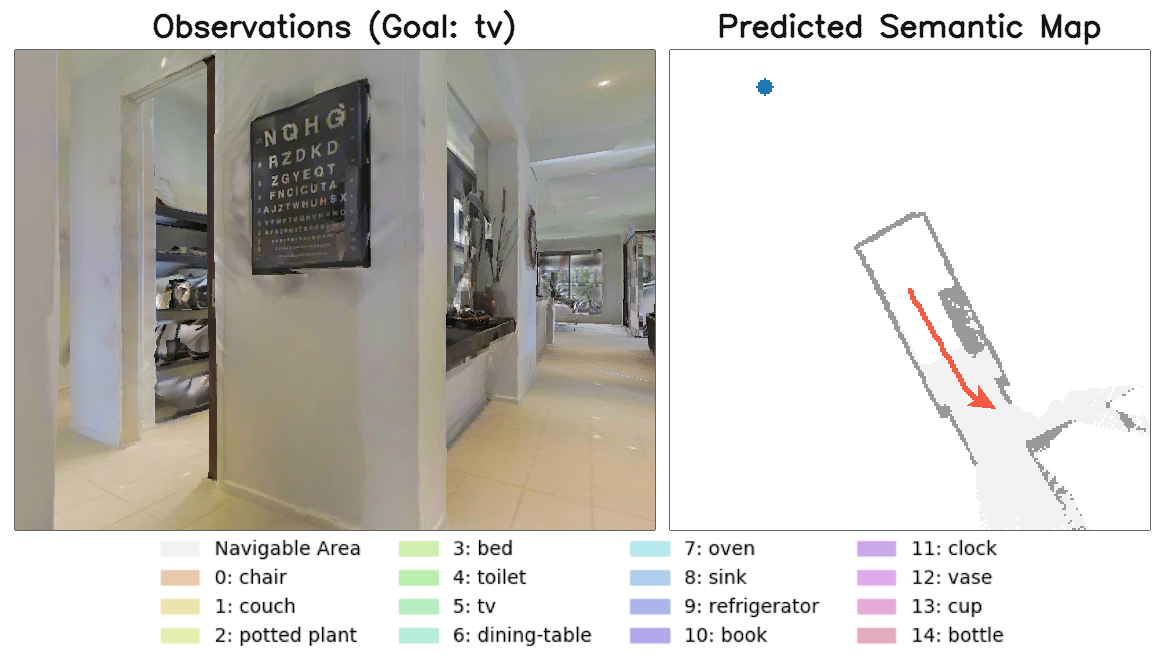 Observations (Goal: tv)
Predicted Semantic Map
NQHG
RZDKD
ZGYEQT
FNCICUTA
AJZTWHUHSX
Navigable Area
0: chair
1: couch
2: potted plant
3: bed
4: toilet
5: tv
6: dining-table
7: oven
8: sink
9: refrigerator
10: book
11: clock
12: vase
13: cup
14: bottle